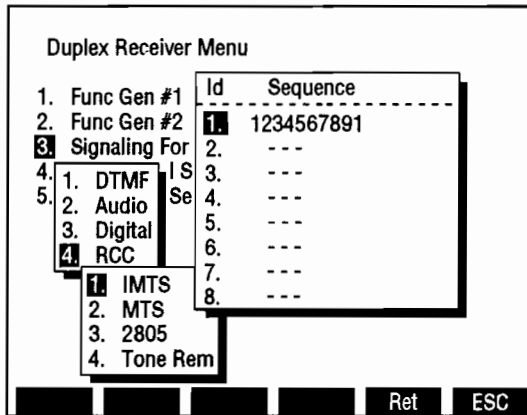 Duplex Receiver Menu
1. Func Gen #1
2. Func Gen #2
3. Signaling For
4. I S
5. Se
1. DTMF
2. Audio
3. Digital
4. RCC
1. IMTS
2. MTS
3. 2805
4. Tone Rem
Id Sequence
1. 1234567891
2. ---
3. ---
4. ---
5. ---
6. ---
7. ---
8. ---
Ret ESC